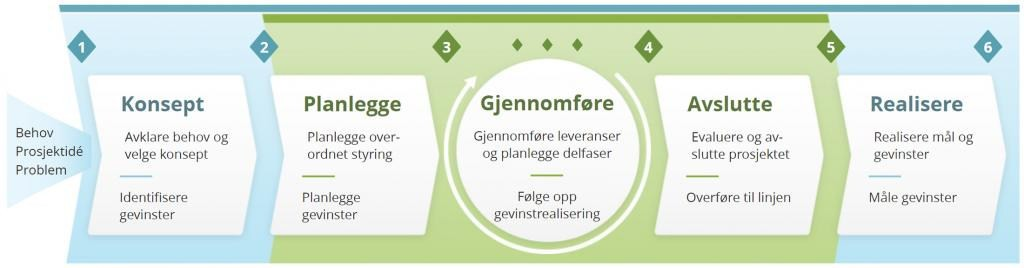 1
2
3
4
5
6
Behov
Prosjektidé
Problem
Konsept
Avklare behov og
velge konsept
Identifisere
gevinster
Planlegge
Planlegge over-
ordnet styring
Planlegge
gevinster
Gjennomføre
Gjennomføre leveranser
og planlegge delfaser
Følge opp
gevinstrealisering
Avslutte
Evaluere og av-
slutte prosjektet
Overføre til linjen
Realisere
Realisere mål og
gevinster
Måle gevinster